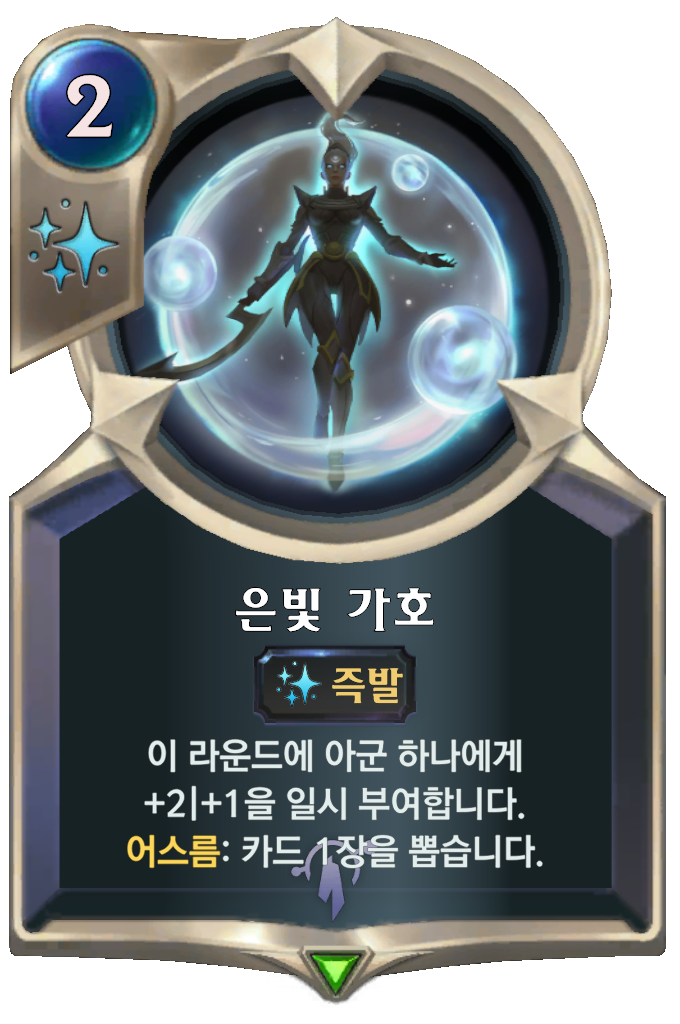 2
은빛 가호
즉발
이 라운드에 아군 하나에게
+2|+1을 일시 부여합니다.
어스름: 카드 1장을 뽑습니다.